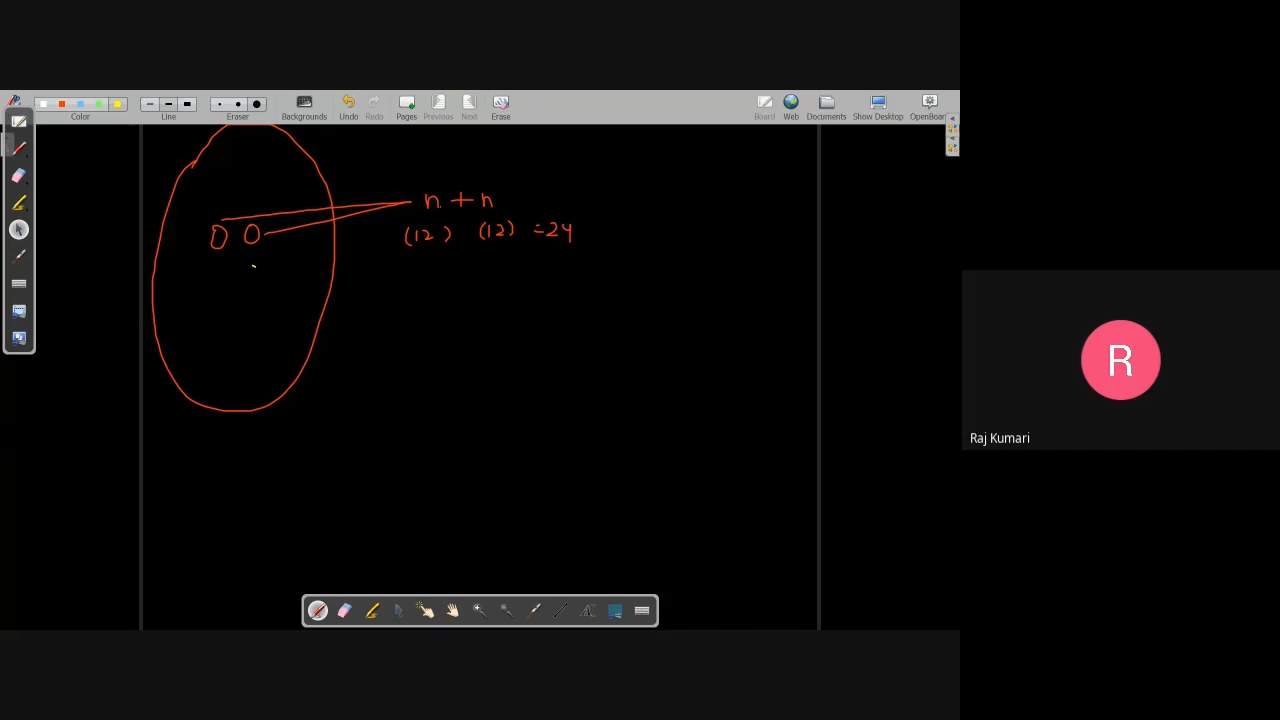 Color Line Eraser Backgrounds Undo Redo Pages Previous Next Erase Board Web Documents Show Desktop OpenBoar
n + n
(12) (12) =24
R
Raj Kumari